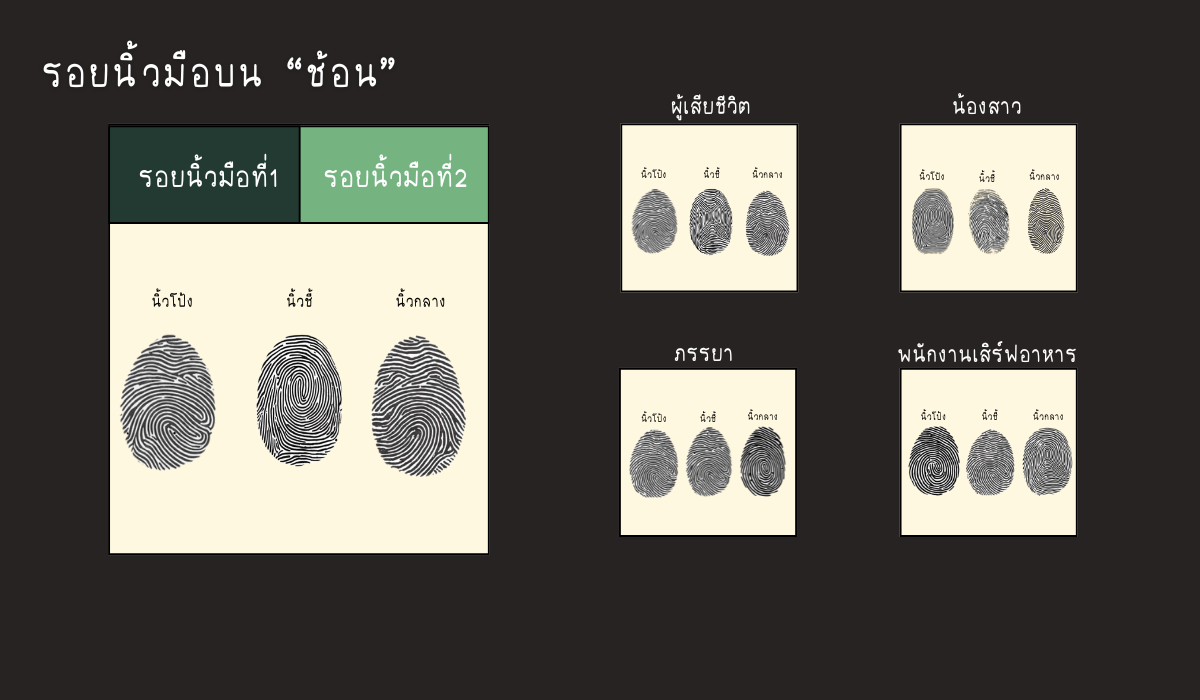 รอยนิ้วมือบน “ช้อน”
รอยนิ้วมือที่1
รอยนิ้วมือที่2
นิ้วโป้ง
นิ้วชี้
นิ้วกลาง
ผู้เสียชีวิต
นิ้วโป้ง
นิ้วชี้
นิ้วกลาง
น้องสาว
นิ้วโป้ง
นิ้วชี้
นิ้วกลาง
ภรรยา
นิ้วโป้ง
นิ้วชี้
นิ้วกลาง
พนักงานเสิร์ฟอาหาร
นิ้วโป้ง
นิ้วชี้
นิ้วกลาง